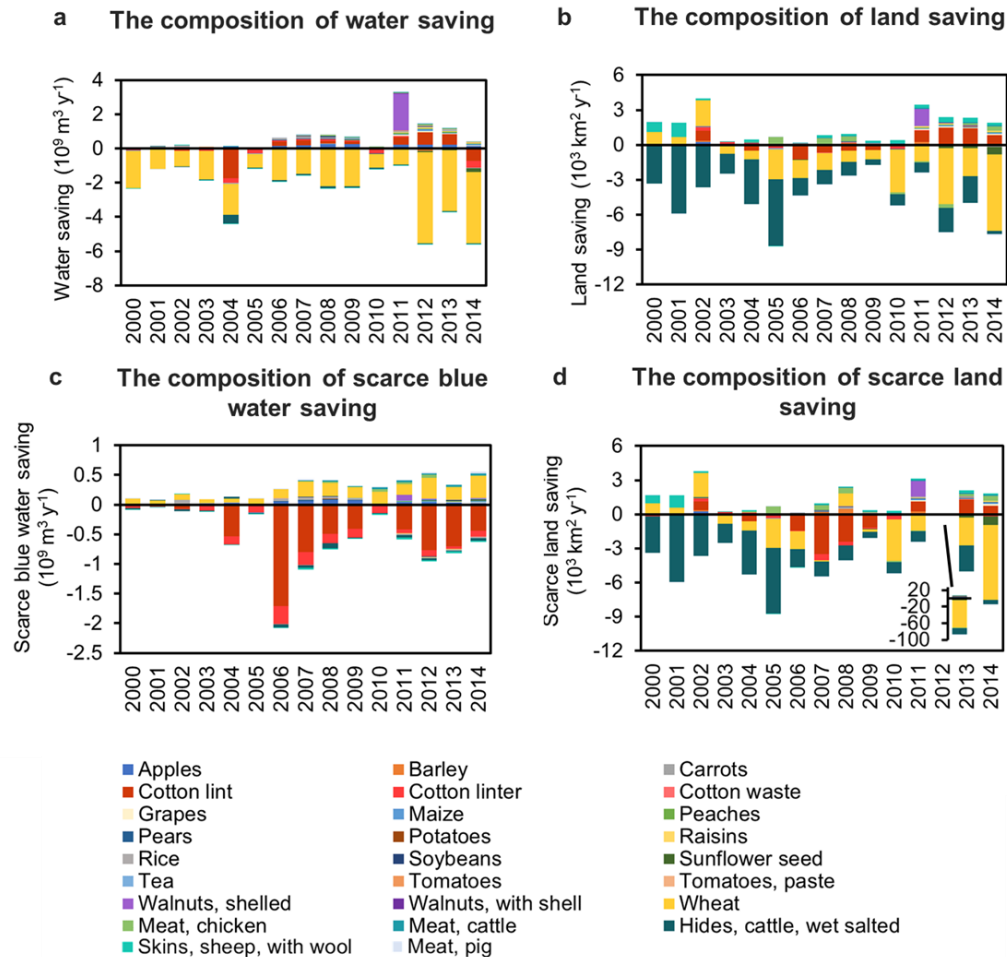 a The composition of water saving
Water saving (10⁹ m³ y⁻¹)
4
2
0
-2
-4
-6
-8
2000 2001 2002 2003 2004 2005 2006 2007 2008 2009 2010 2011 2012 2013 2014
b The composition of land saving
Land saving (10³ km² y⁻¹)
6
3
0
-3
-6
-9
-12
2000 2001 2002 2003 2004 2005 2006 2007 2008 2009 2010 2011 2012 2013 2014
c The composition of scarce blue
water saving
Scarce blue water saving
(10⁹ m³ y⁻¹)
1
0.5
0
-0.5
-1
-1.5
-2
-2.5
2000 2001 2002 2003 2004 2005 2006 2007 2008 2009 2010 2011 2012 2013 2014
d The composition of scarce land
saving
Scarce land saving
(10³ km² y⁻¹)
6
3
0
-3
-6
-9
-12
20
-20
-60
-100
2000 2001 2002 2003 2004 2005 2006 2007 2008 2009 2010 2011 2012 2013 2014
Apples Barley Carrots
Cotton lint Cotton linter Cotton waste
Grapes Maize Peaches
Pears Potatoes Raisins
Rice Soybeans Sunflower seed
Tea Tomatoes Tomatoes, paste
Walnuts, shelled Walnuts, with shell Wheat
Meat, chicken Meat, cattle Hides, cattle, wet salted
Skins, sheep, with wool Meat, pig